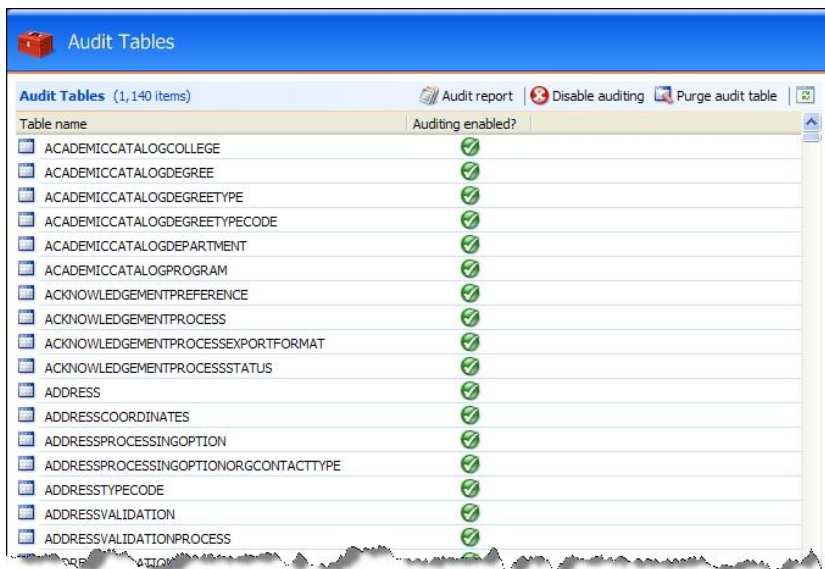 Audit Tables
Audit Tables (1,140 items) Audit report Disable auditing Purge audit table
Table name Auditing enabled?
ACADEMICCATALOGCOLLEGE
ACADEMICCATALOGDEGREE
ACADEMICCATALOGDEGREETYPE
ACADEMICCATALOGDEGREETYPECODE
ACADEMICCATALOGDEPARTMENT
ACADEMICCATALOGPROGRAM
ACKNOWLEDGEMENTPREFERENCE
ACKNOWLEDGEMENTPROCESS
ACKNOWLEDGEMENTPROCESSEXPORTFORMAT
ACKNOWLEDGEMENTPROCESSSTATUS
ADDRESS
ADDRESSCOORDINATES
ADDRESSPROCESSINGOPTION
ADDRESSPROCESSINGOPTIONORGCONTACTTYPE
ADDRESSTYPECODE
ADDRESSVALIDATION
ADDRESSVALIDATIONPROCESS